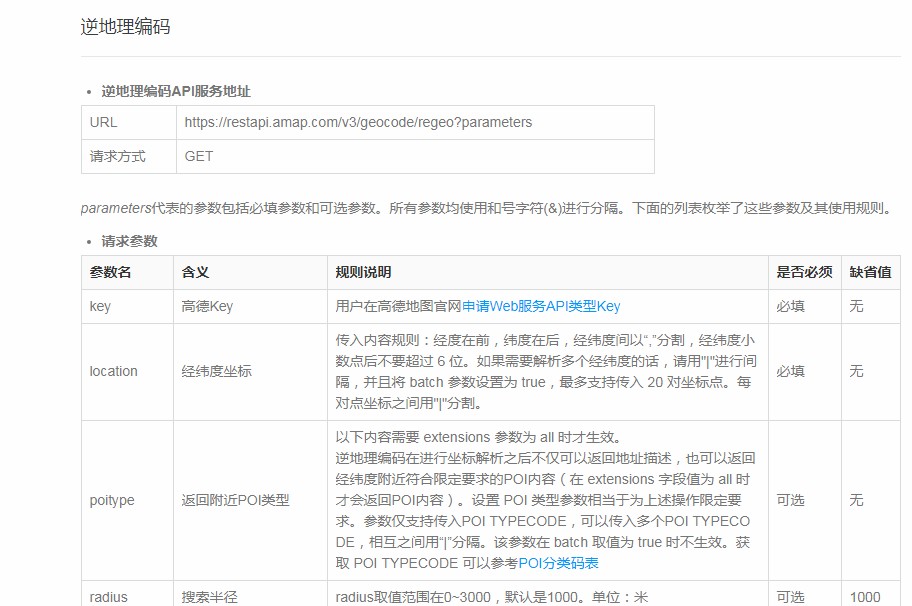 逆地理编码
逆地理编码API服务地址
URL https://restapi.amap.com/v3/geocode/regeo?parameters
请求方式 GET
parameters代表的参数包括必填参数和可选参数。所有参数均使用和号字符(&)进行分隔。下面的列表枚举了这些参数及其使用规则。
请求参数
参数名 含义 规则说明 是否必须 缺省值
key 高德Key 用户在高德地图官网申请Web服务API类型Key 必填 无
传入内容规则：经度在前，纬度在后，经纬度间以“,”分割，经纬度小
数点后不要超过 6 位。如果需要解析多个经纬度的话，请用"|"进行间
location 经纬度坐标 隔，并且将 batch 参数设置为 true，最多支持传入 20 对坐标点。每 必填 无
对点坐标之间用"|"分割。
以下内容需要 extensions 参数为 all 时才生效。
逆地理编码在进行坐标解析之后不仅可以返回地址描述，也可以返回
经纬度附近符合限定要求的POI内容（在 extensions 字段值为 all 时
poitype 返回附近POI类型 才会返回POI内容）。设置 POI 类型参数相当于为上述操作限定要 可选 无
求。参数仅支持传入POI TYPECODE，可以传入多个POI TYPECO
DE，相互之间用“|”分隔。该参数在 batch 取值为 true 时不生效。获
取 POI TYPECODE 可以参考POI分类码表
radius 搜索半径 radius取值范围在0~3000，默认是1000。单位：米 可选 1000